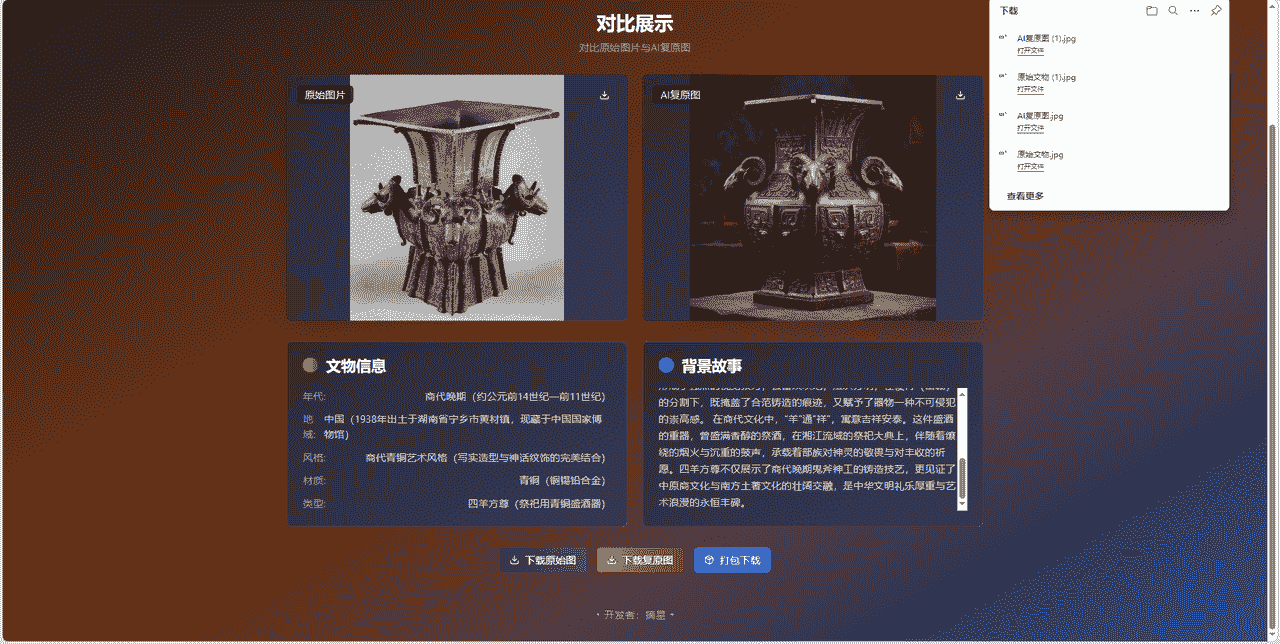 对比展示
对比原始图片与AI复原图
原始图片
AI复原图
下载
AI复原图 (1).jpg
打开文件
原始文物 (1).jpg
打开文件
AI复原图.jpg
打开文件
原始文物.jpg
打开文件
查看更多
文物信息
年代:
商代晚期（约公元前14世纪—前11世纪）
地域:
中国（1938年出土于湖南省宁乡市黄材镇，现藏于中国国家博物馆）
风格:
商代青铜艺术风格（写实造型与神话纹饰的完美结合）
材质:
青铜（铜锡铅合金）
类型:
四羊方尊（祭祀用青铜盛酒器）
背景故事
的分割下，既掩盖了合范铸造的痕迹，又赋予了器物一种不可侵犯
的崇高感。 在商代文化中，“羊”通“祥”，寓意吉祥安泰。这件盛酒
的重器，曾盛满香醇的祭酒，在湘江流域的祭祀大典上，伴随着缭
绕的烟火与沉重的鼓声，承载着部族对神灵的敬畏与对丰收的祈
愿。四羊方尊不仅展示了商代晚期鬼斧神工的铸造技艺，更见证了
中原商文化与南方土著文化的壮阔交融，是中华文明礼乐厚重与艺
术浪漫的永恒丰碑。
下载原始图
下载复原图
打包下载
• 开发者：摘墨 •